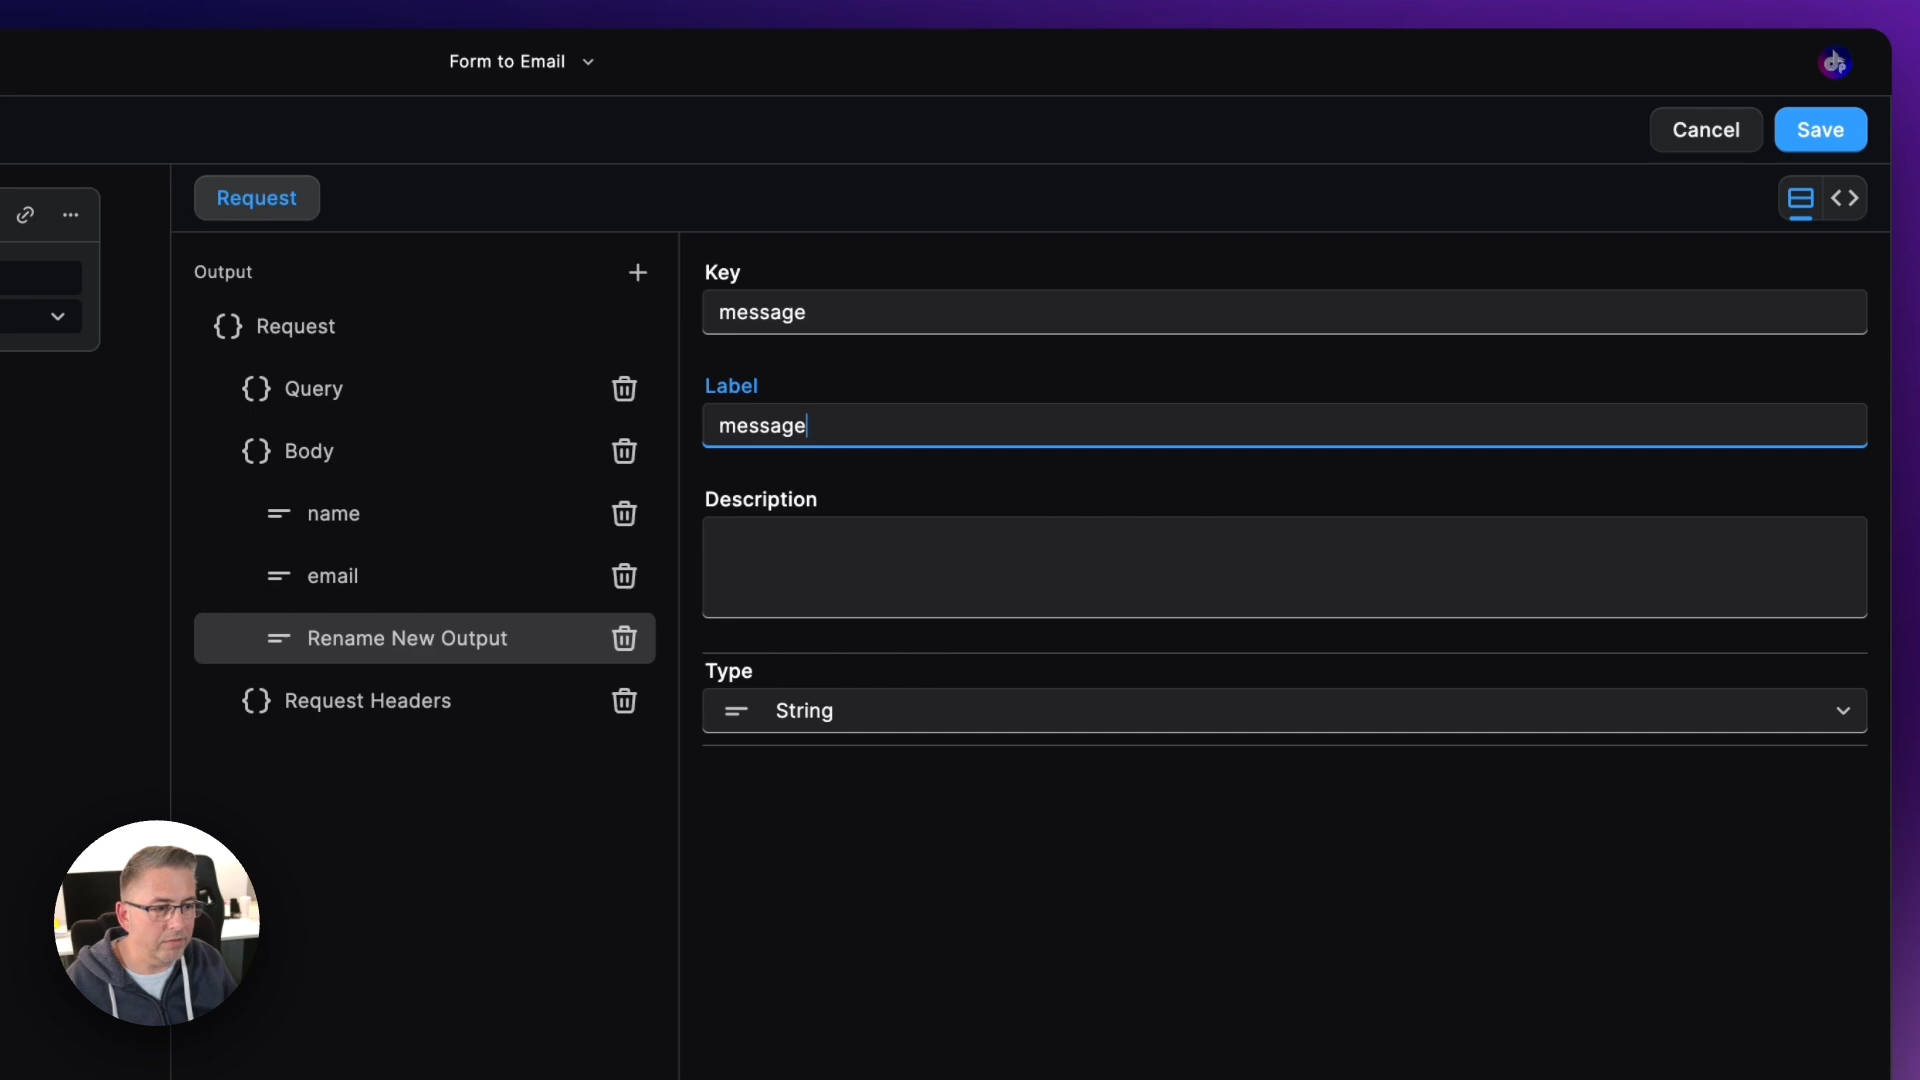 Form to Email
Cancel
Save
Request
Output
Request
Query
Body
name
email
Rename New Output
Request Headers
Key
message
Label
message
Description
Type
String